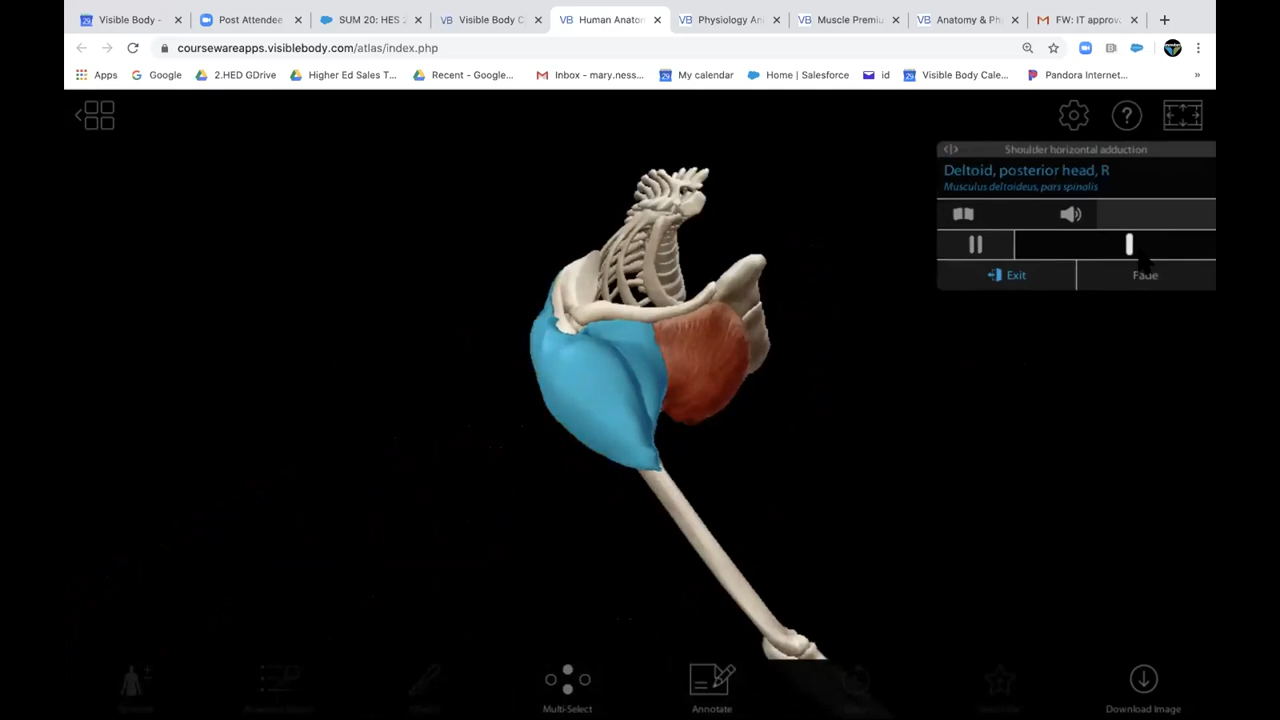 Visible Body -
Post Attendee
SUM 20: HES 2
Visible Body C
Human Anaton
Physiology Ani
Muscle Premiu
Anatomy & Ph
FW: IT approv
coursewareapps.visiblebody.com/atlas/index.php
Apps
Google
2.HED GDrive
Higher Ed Sales T...
Recent - Google...
Inbox - mary.ness...
My calendar
Home | Salesforce
id
Visible Body Cale...
Pandora Internet...
»
Shoulder horizontal adduction
Deltoid, posterior head, R
Musculus deltoideus, pars spinalis
Exit
Fade
Multi-Select
Annotate
Download Image